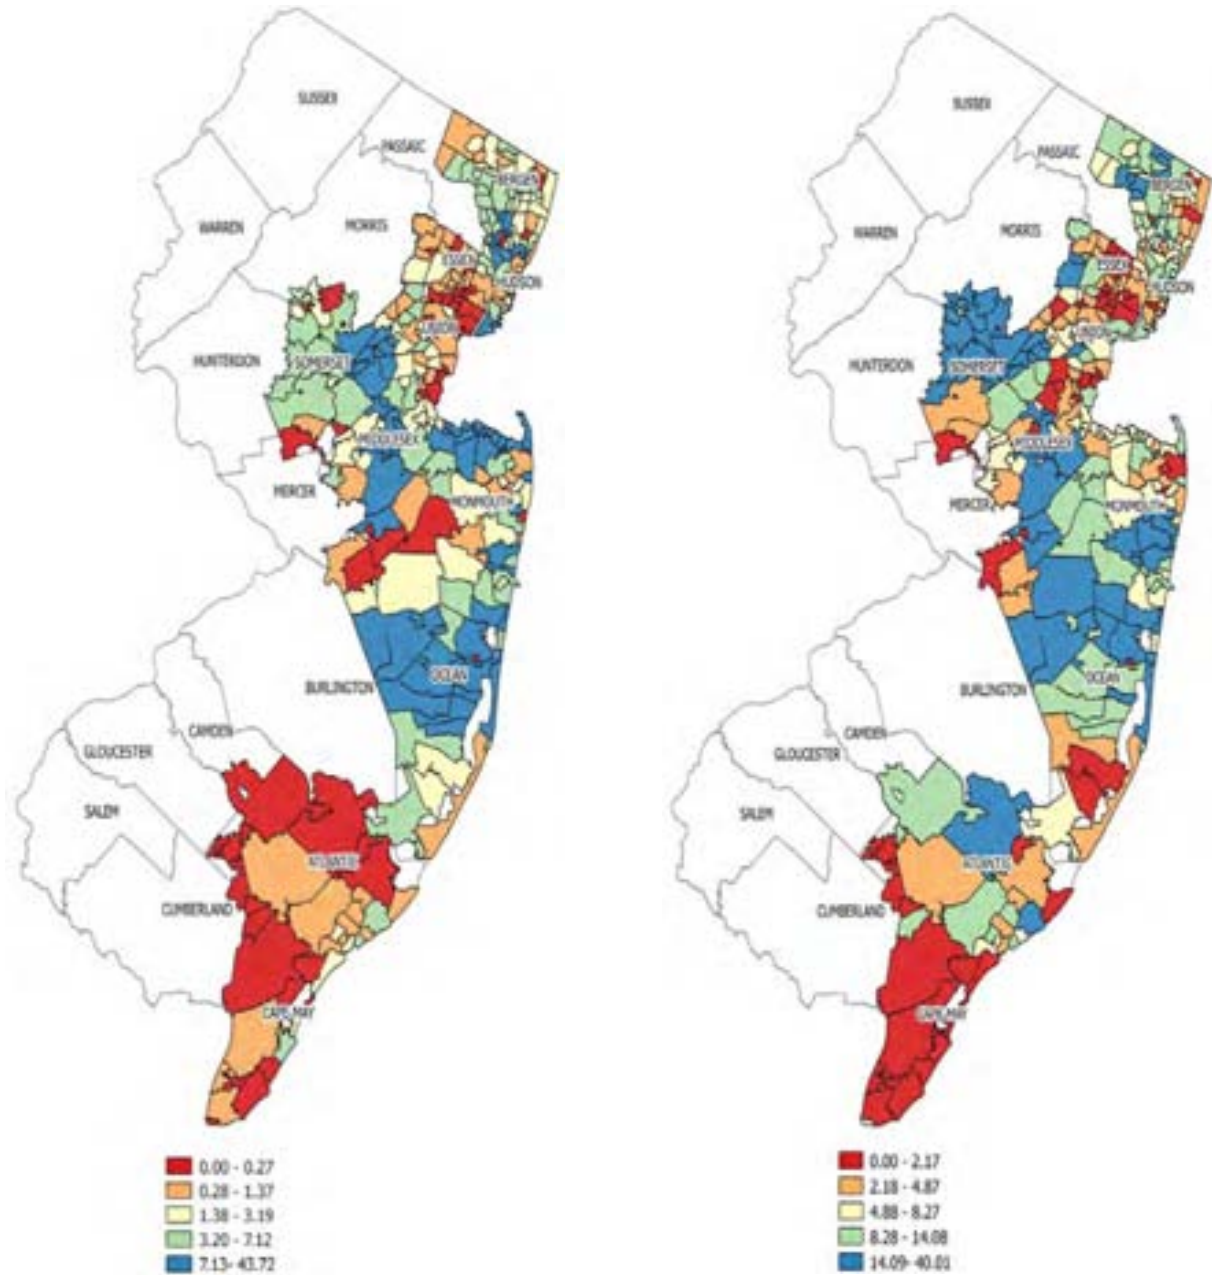 SUSSEX
PASSAIC
BERGEN
WARREN
MORRIS
ESSEX
HUDSON
UNION
HUNTERDON
SOMERSET
MIDDLESEX
MERCER
MONMOUTH
OCEAN
BURLINGTON
CAMDEN
GLOUCESTER
SALEM
ATLANTIC
CUMBERLAND
CAPE MAY
0.00 - 0.27
0.28 - 1.37
1.38 - 3.19
3.20 - 7.12
7.13- 43.72
SUSSEX
PASSAIC
BERGEN
WARREN
MORRIS
ESSEX
HUDSON
UNION
HUNTERDON
SOMERSET
MIDDLESEX
MERCER
MONMOUTH
OCEAN
BURLINGTON
CAMDEN
GLOUCESTER
SALEM
ATLANTIC
CUMBERLAND
CAPE MAY
0.00 - 2.17
2.18 - 4.87
4.88 - 8.27
8.28 - 14.08
14.09- 40.01